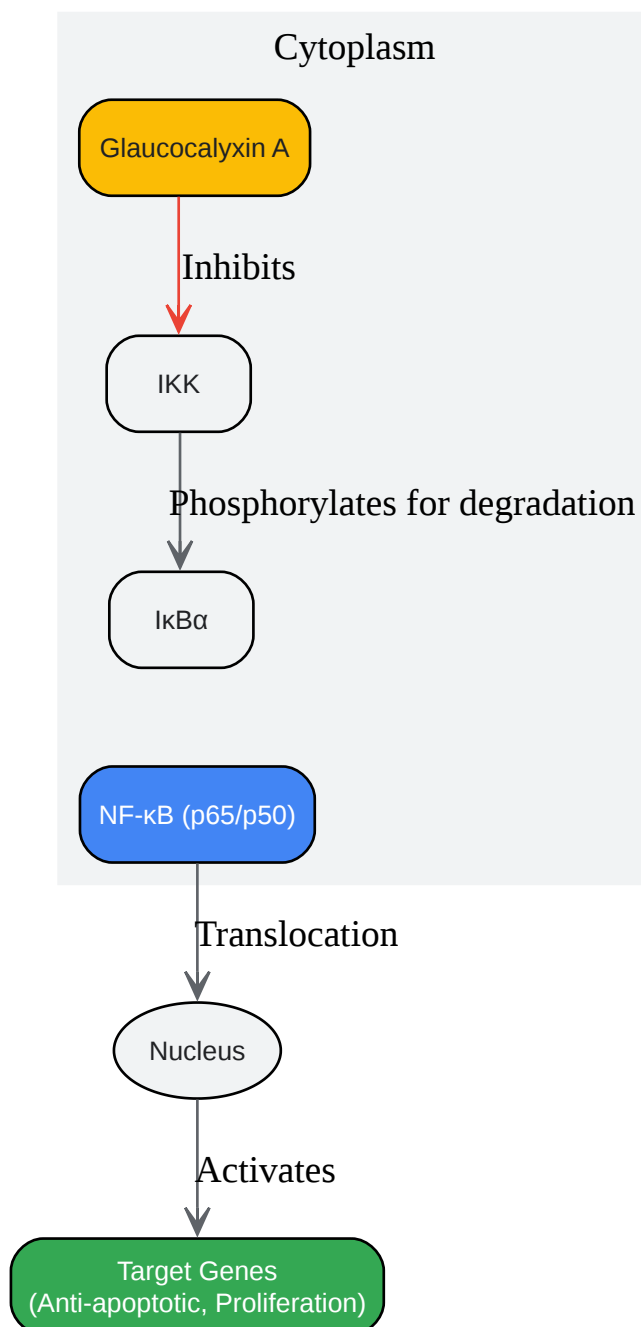 Cytoplasm
Glaucocalyxin A
Inhibits
IKK
Phosphorylates for degradation
IκBα
NF-κB (p65/p50)
Translocation
Nucleus
Activates
Target Genes
(Anti-apoptotic, Proliferation)